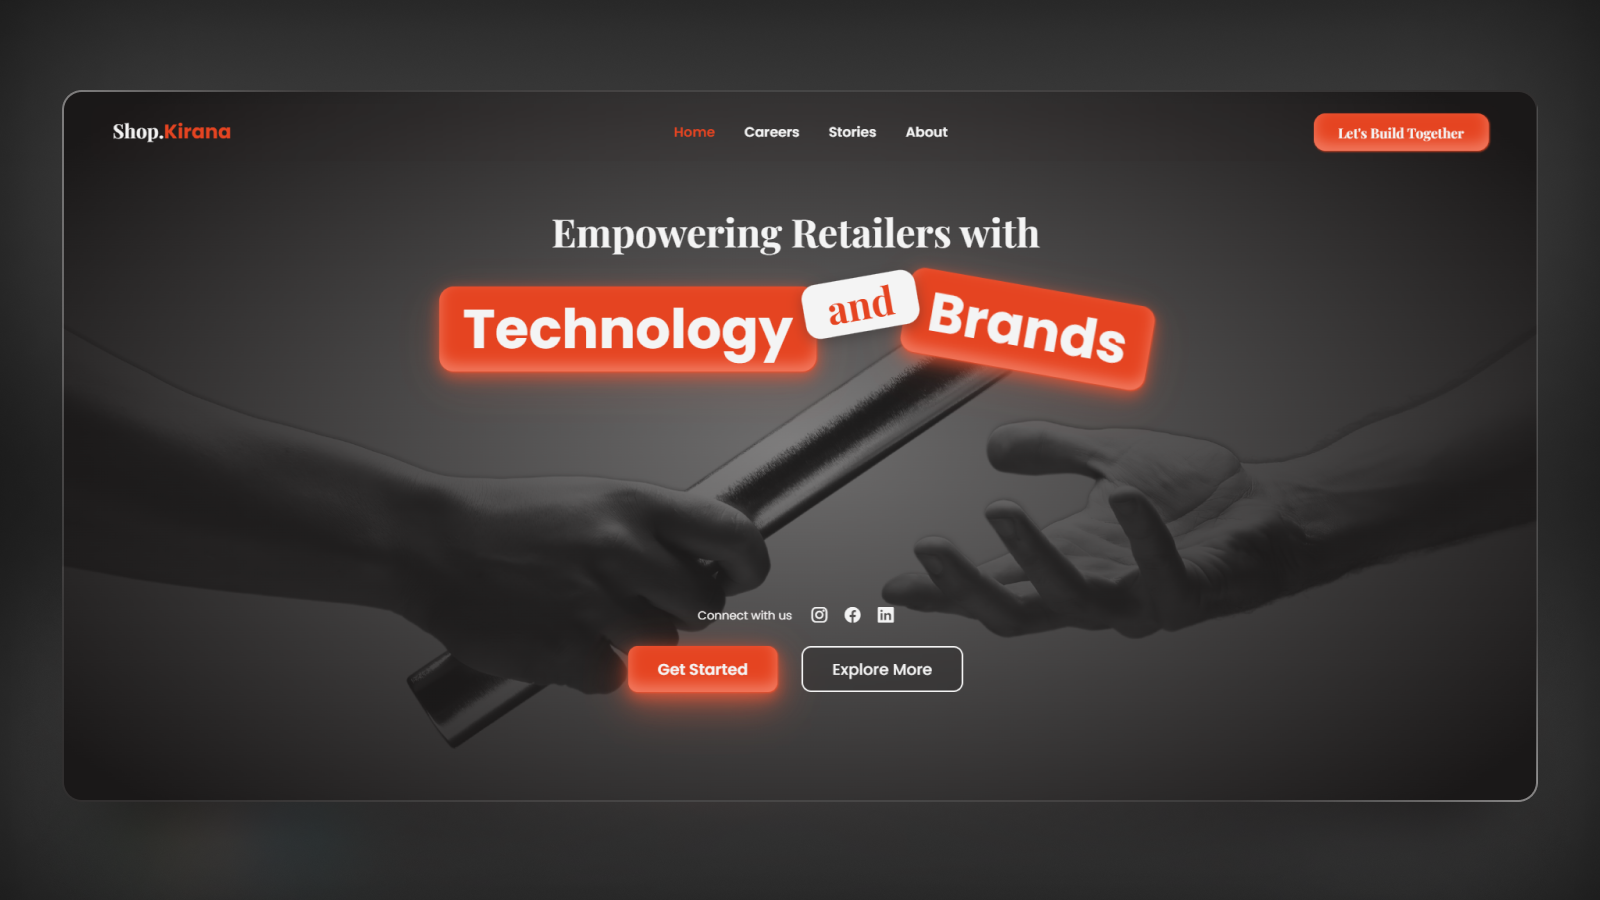 Shop.Kirana
Home Careers Stories About
Let's Build Together
Empowering Retailers with
Technology and Brands
Connect with us
Get Started Explore More